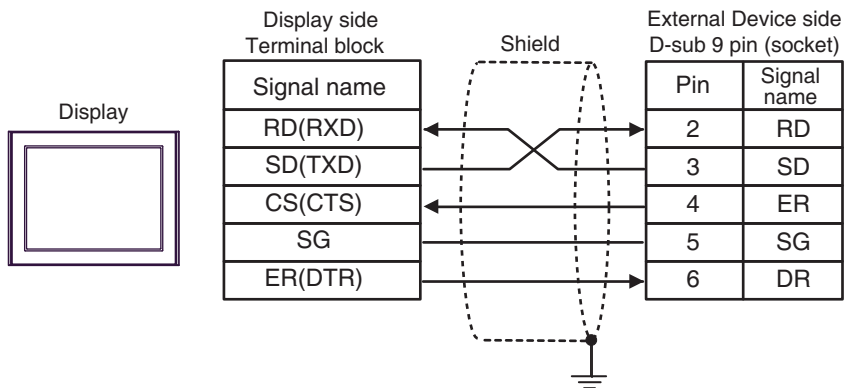 Display side
Terminal block
Shield
External Device side
D-sub 9 pin (socket)
Display
Signal name
Pin
Signal
name
RD(RXD)
2
RD
SD(TXD)
3
SD
CS(CTS)
4
ER
SG
5
SG
ER(DTR)
6
DR